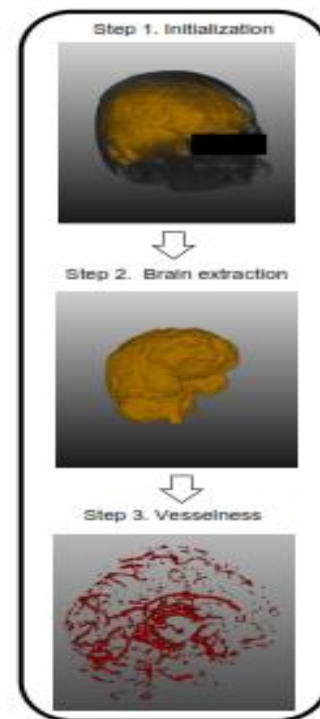 Step 1. Initialization
Step 2. Brain extraction
Step 3. Vesselness